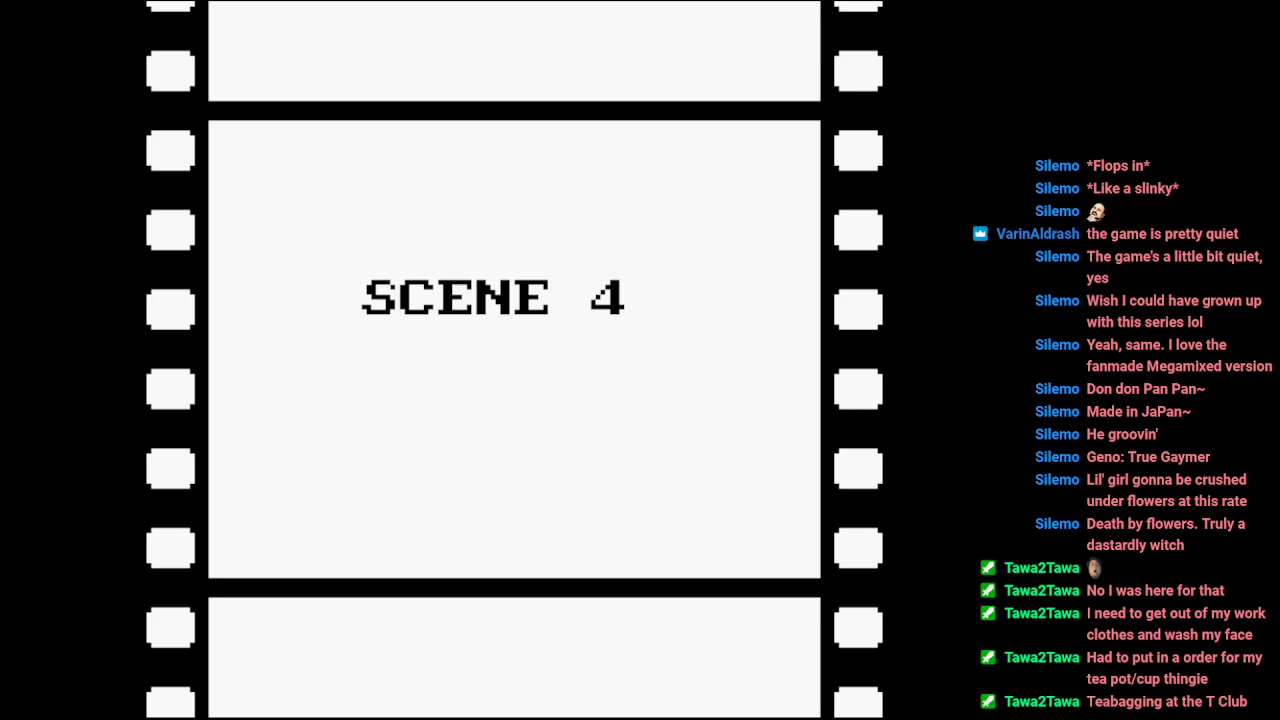 SCENE 4
Silemo *Flops in*
Silemo *Like a slinky*
Silemo
VarinAldrash the game is pretty quiet
Silemo The game's a little bit quiet,
yes
Silemo Wish I could have grown up
with this series lol
Silemo Yeah, same. I love the
fanmade Megamixed version
Silemo Don don Pan Pan~
Silemo Made in JaPan~
Silemo He groovin'
Silemo Geno: True Gaymer
Silemo Lil' girl gonna be crushed
under flowers at this rate
Silemo Death by flowers. Truly a
dastardly witch
Tawa2Tawa
Tawa2Tawa No I was here for that
Tawa2Tawa I need to get out of my work
clothes and wash my face
Tawa2Tawa Had to put in a order for my
tea pot/cup thingie
Tawa2Tawa Teabagging at the T Club